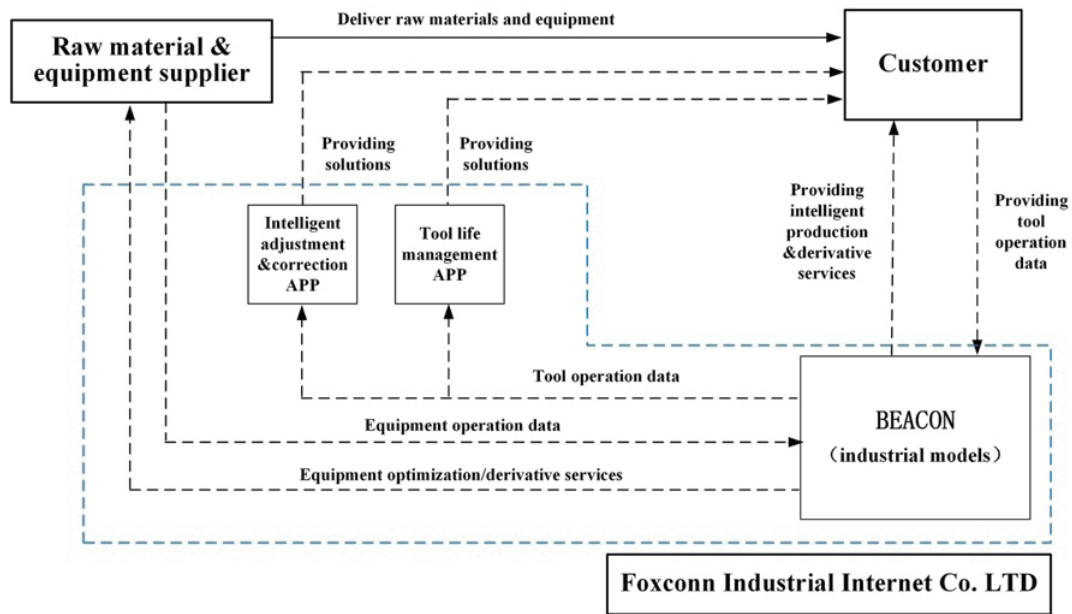 Deliver raw materials and equipment
Raw material &
equipment supplier
Customer
Providing
solutions
Providing
solutions
Providing
intelligent
production
&derivative
services
Providing
tool
operation
data
Intelligent
adjustment
&correction
APP
Tool life
management
APP
Tool operation data
Equipment operation data
Equipment optimization/derivative services
BEACON
（industrial models）
Foxconn Industrial Internet Co. LTD